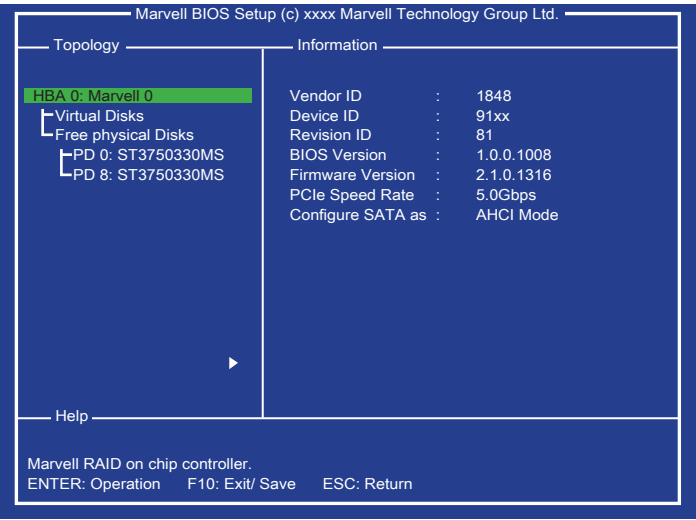 Marvell BIOS Setup (c) xxxx Marvell Technology Group Ltd.
Topology
HBA 0: Marvell 0
Virtual Disks
Free physical Disks
PD 0: ST3750330MS
PD 8: ST3750330MS
Information
Vendor ID : 1848
Device ID : 91xx
Revision ID : 81
BIOS Version : 1.0.0.1008
Firmware Version : 2.1.0.1316
PCIe Speed Rate : 5.0Gbps
Configure SATA as : AHCI Mode
Help
Marvell RAID on chip controller.
ENTER: Operation F10: Exit/ Save ESC: Return